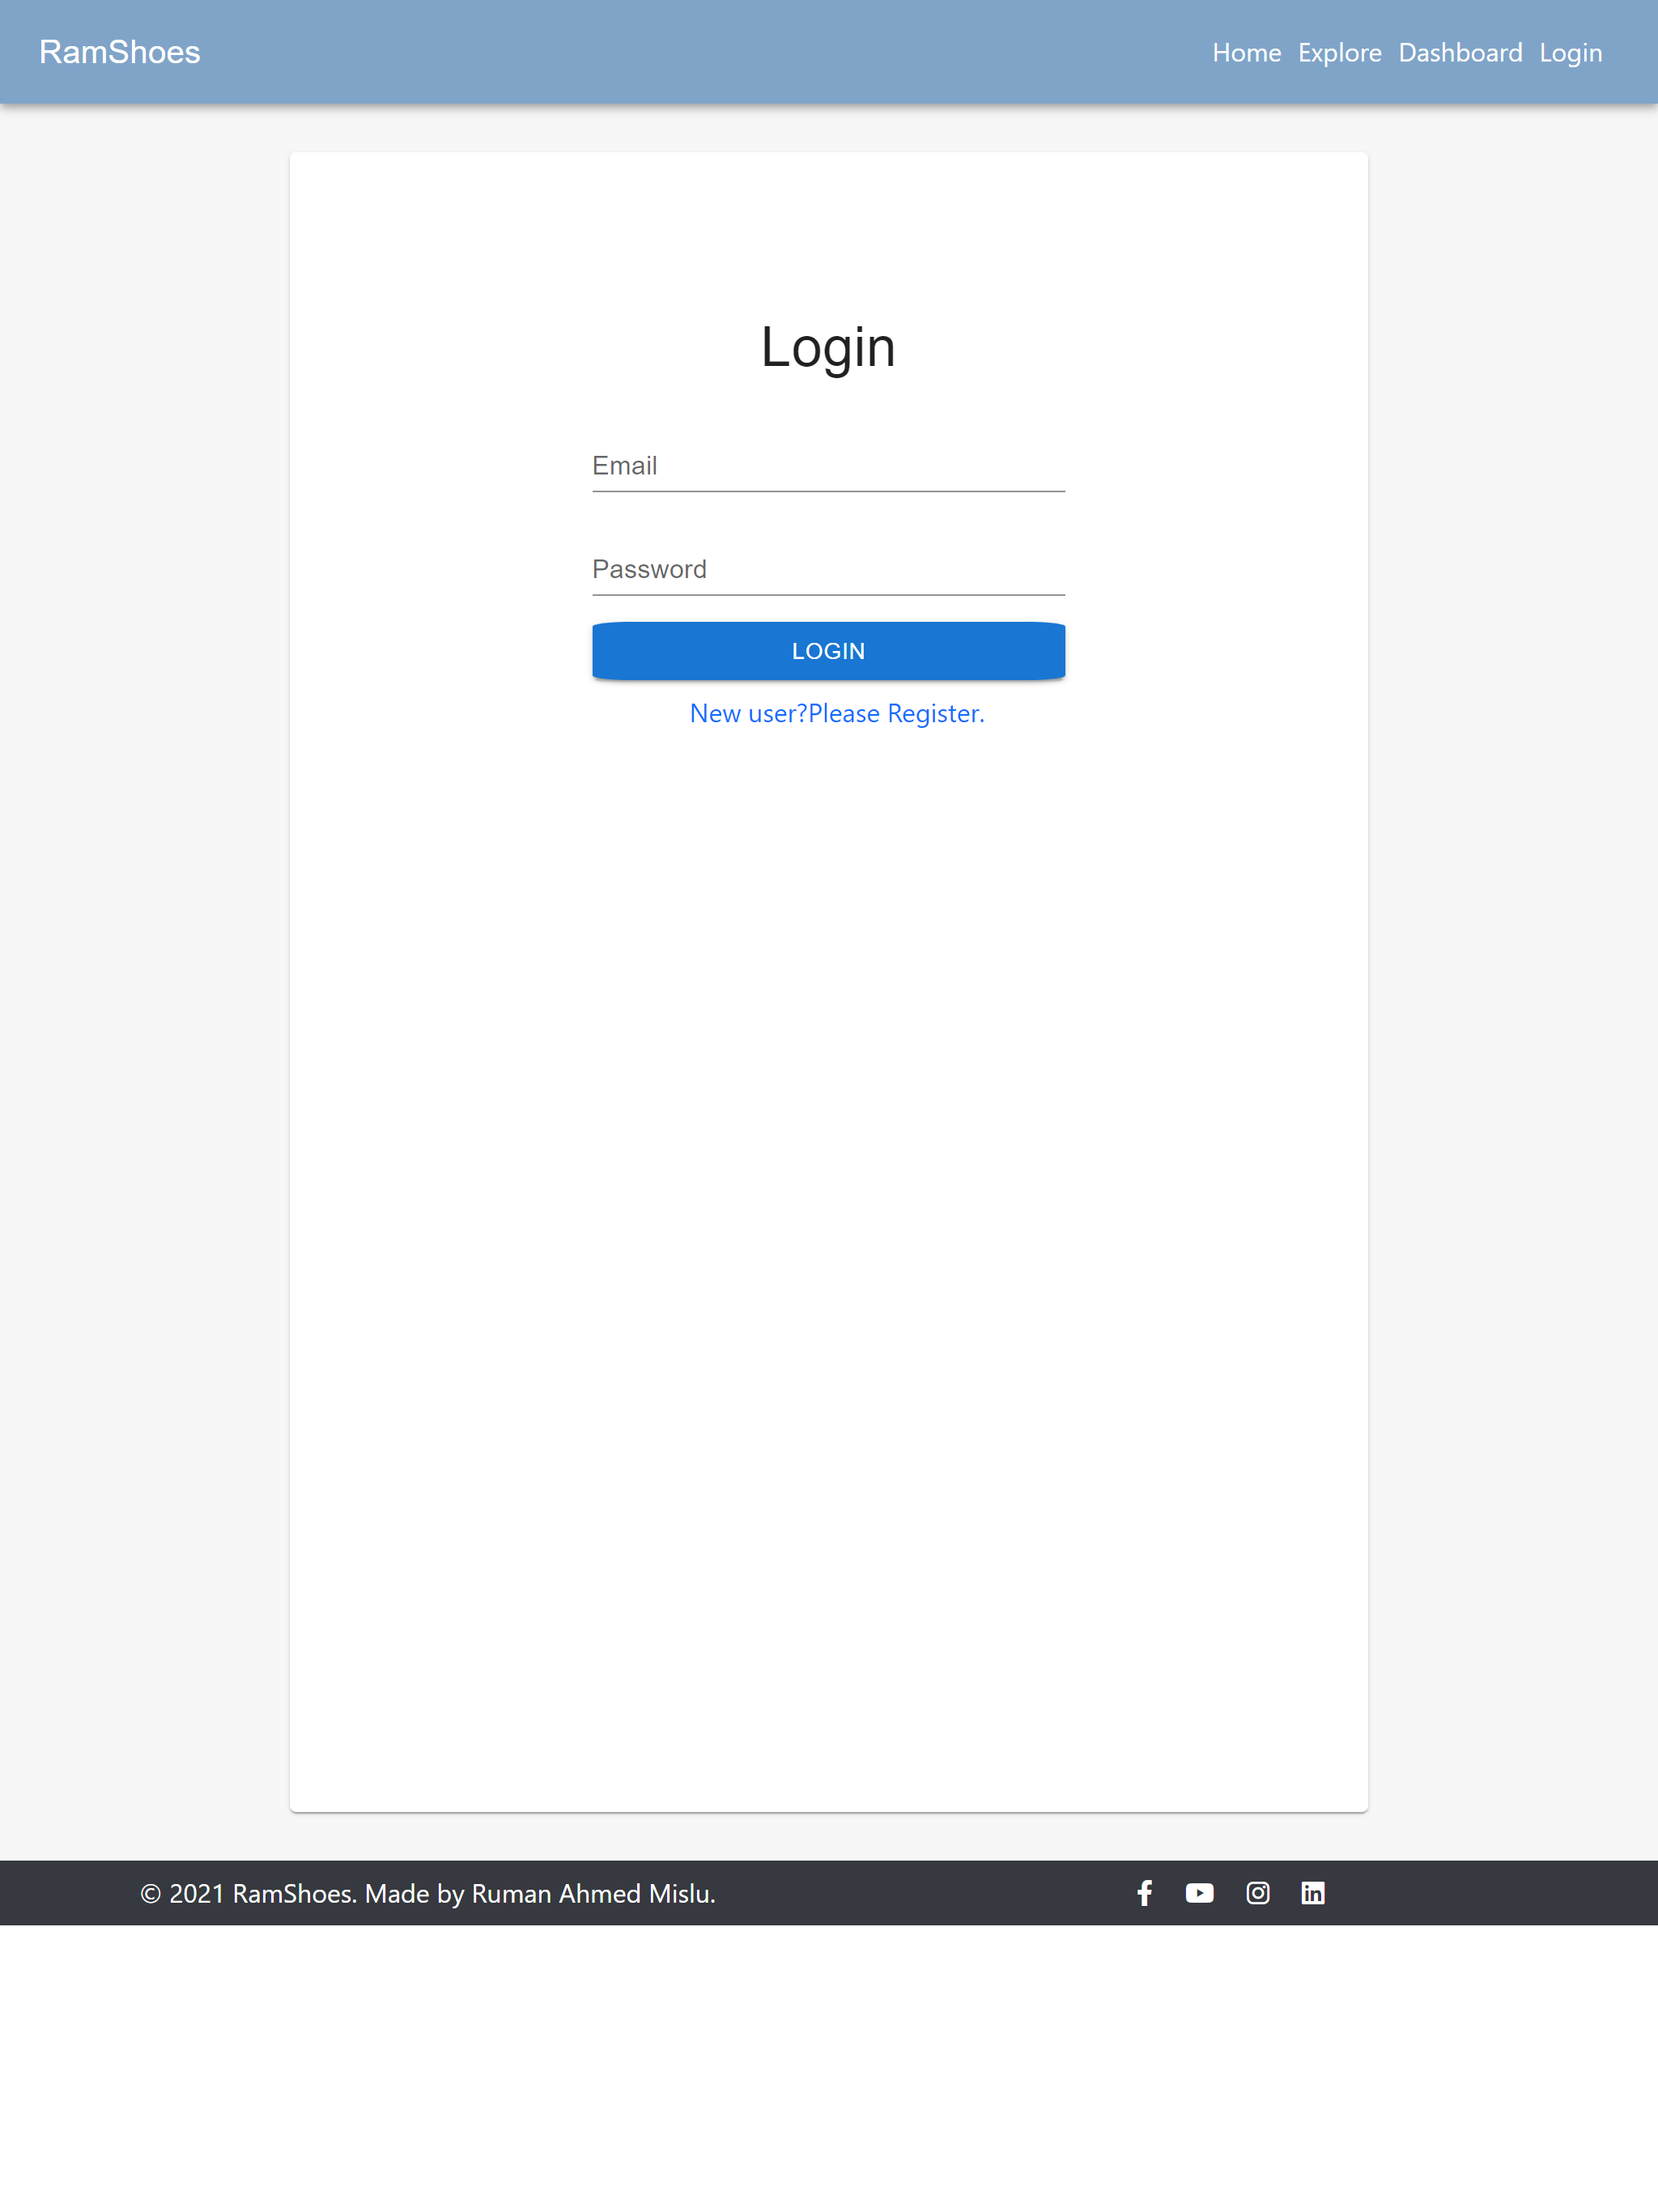 RamShoes
Home Explore Dashboard Login
Login
Email
Password
LOGIN
New user?Please Register.
© 2021 RamShoes. Made by Ruman Ahmed Mislu.